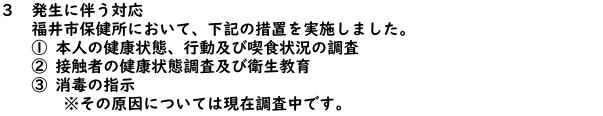 ３　発生に伴う対応
福井市保健所において、下記の措置を実施しました。
① 本人の健康状態、行動及び喫食状況の調査
② 接触者の健康状態調査及び衛生教育
③ 消毒の指示
※その原因については現在調査中です。